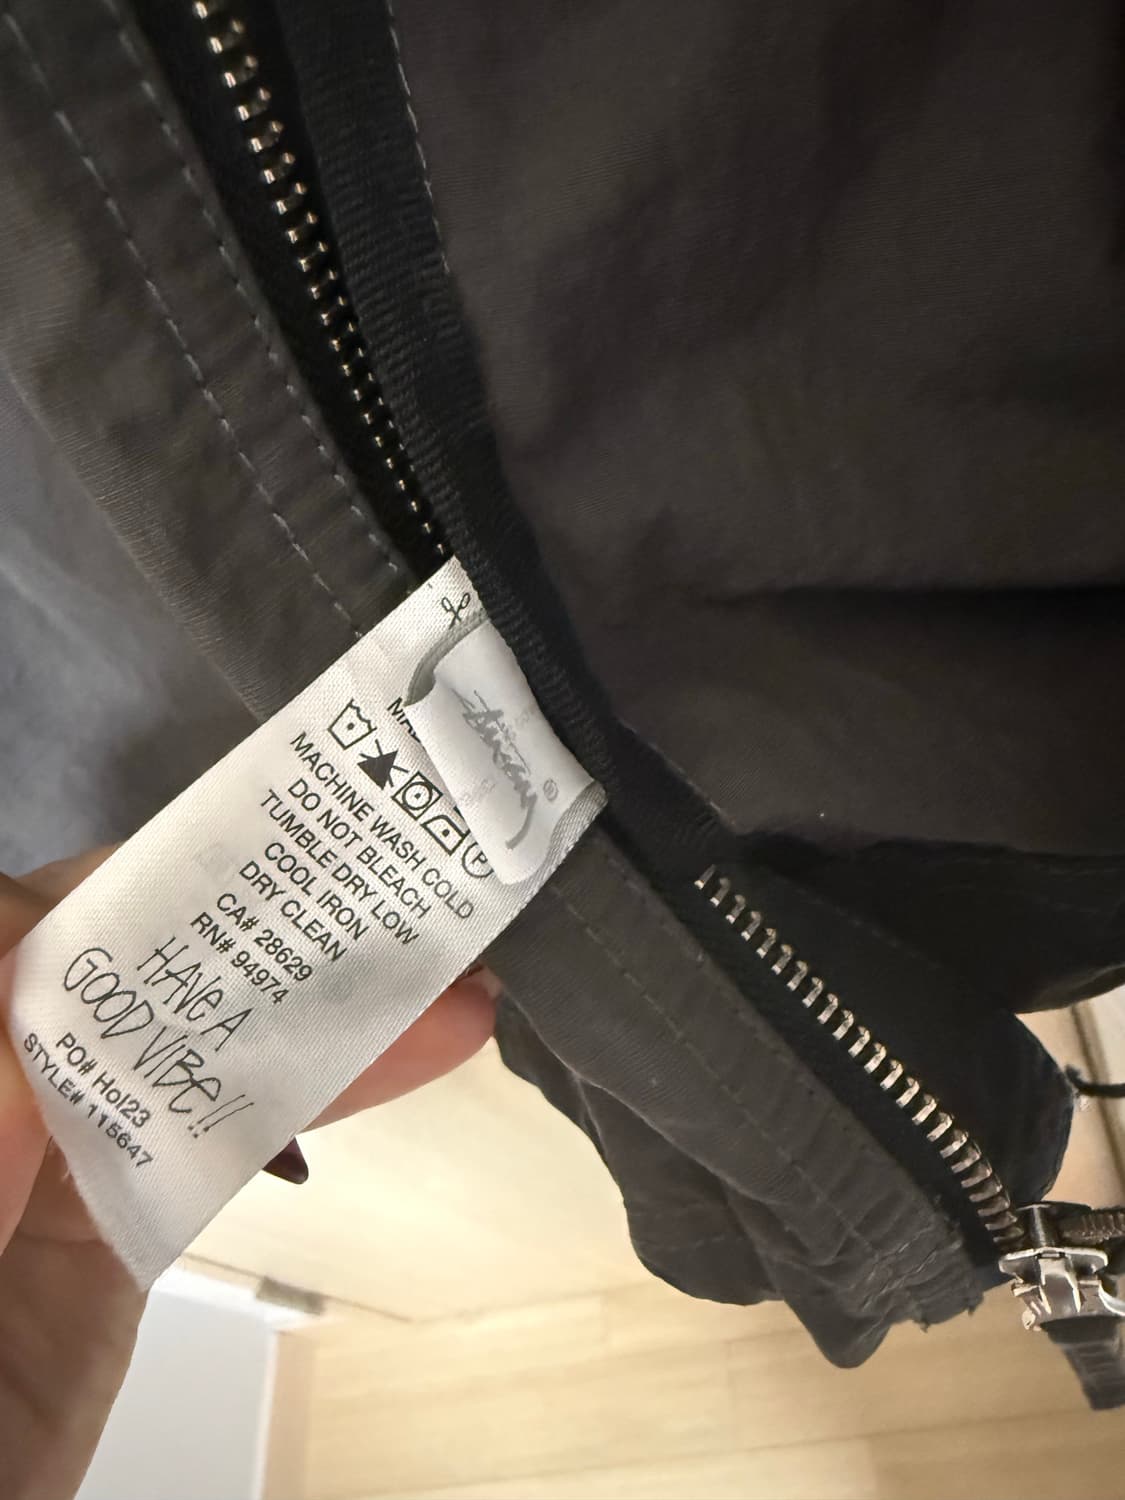 Stüssy ®
MACHINE WASH COLD
DO NOT BLEACH
TUMBLE DRY LOW
COOL IRON
DRY CLEAN
CA# 28629
RN# 94974
HAVE A
GOOD VIBE!!
PO# Hol23
STYLE# 115647